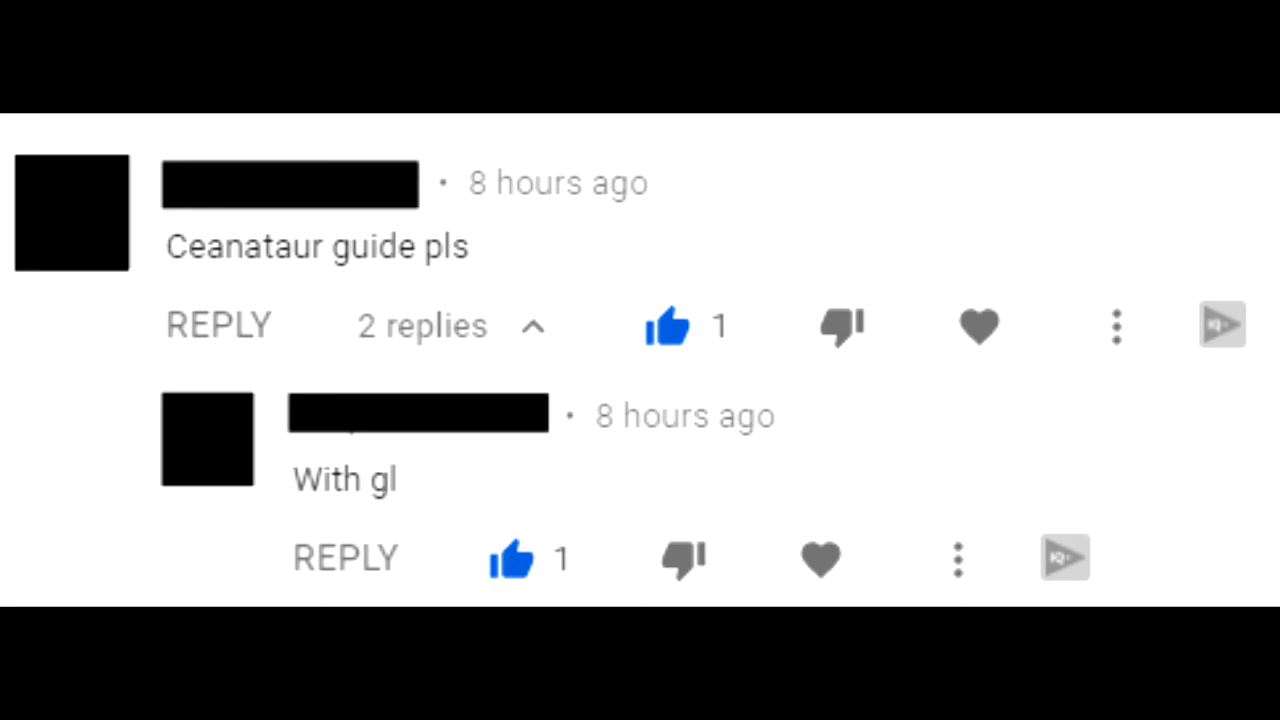 · 8 hours ago
Ceanataur guide pls
REPLY 2 replies 1
· 8 hours ago
With gl
REPLY 1